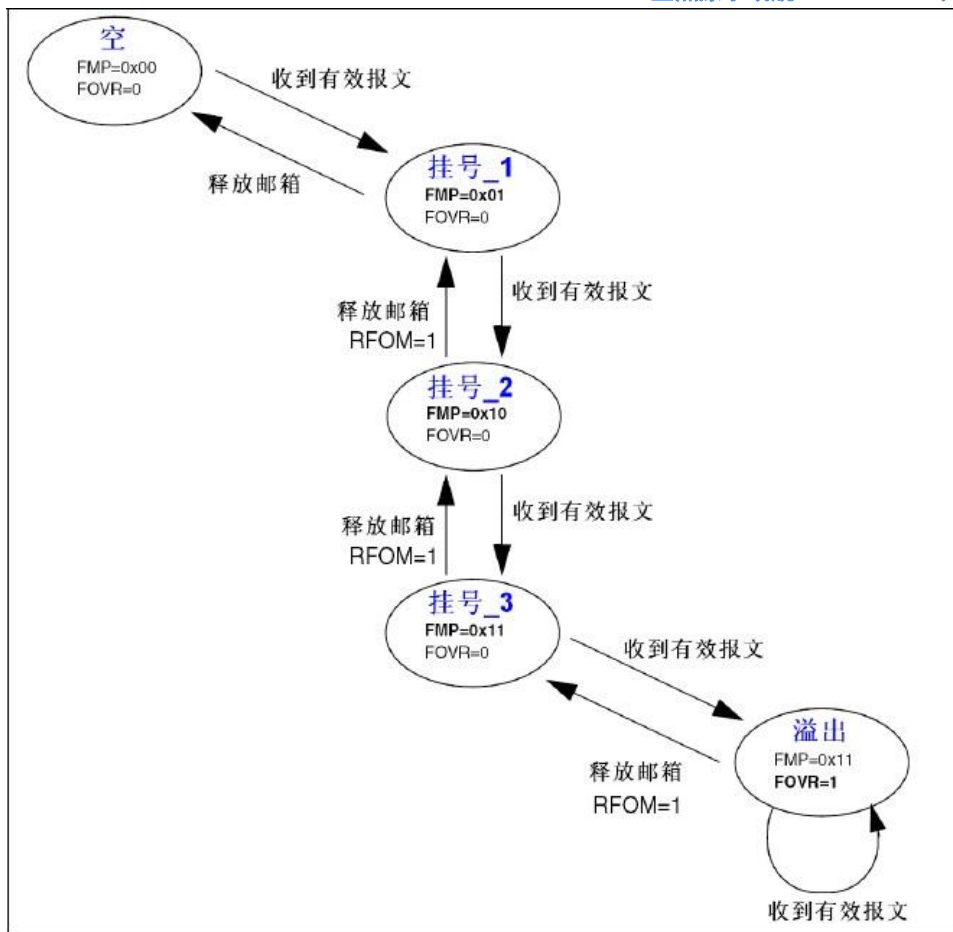 空
FMP=0x00
FOVR=0
收到有效报文
释放邮箱
挂号_1
FMP=0x01
FOVR=0
收到有效报文
释放邮箱
RFOM=1
挂号_2
FMP=0x10
FOVR=0
收到有效报文
释放邮箱
RFOM=1
挂号_3
FMP=0x11
FOVR=0
收到有效报文
溢出
FMP=0x11
FOVR=1
释放邮箱
RFOM=1
收到有效报文